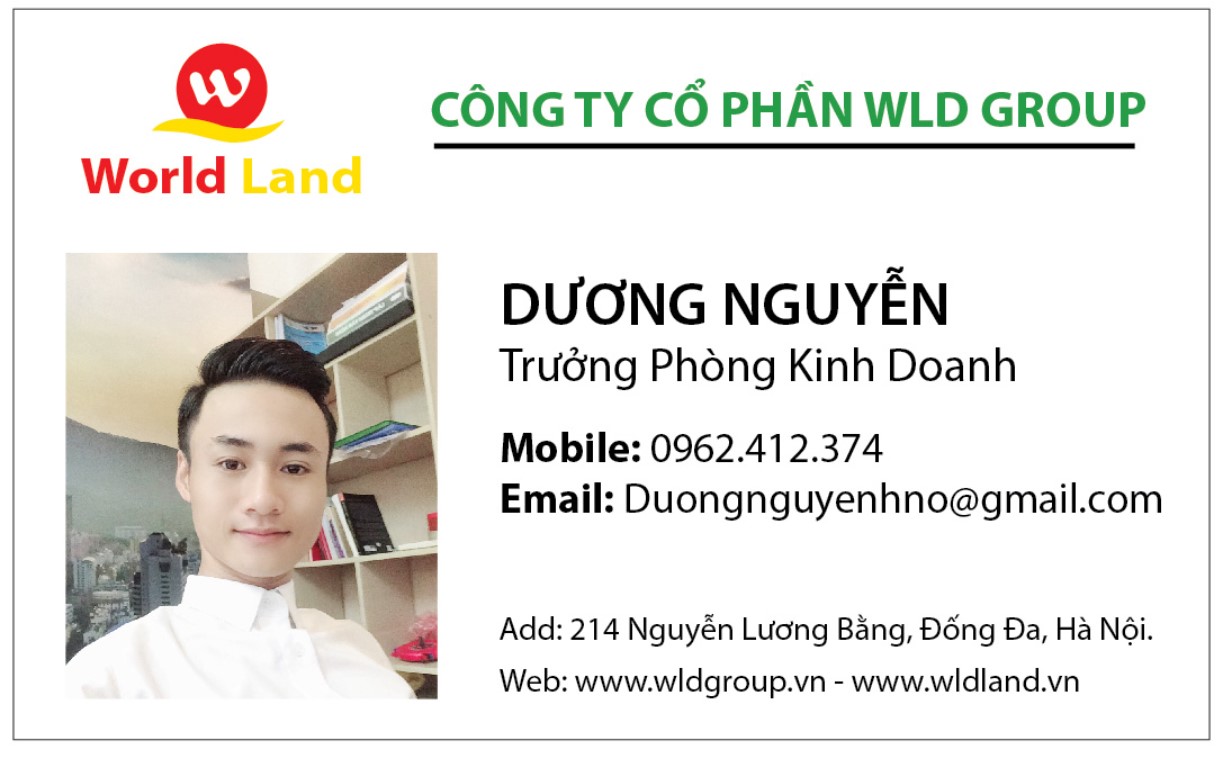 W
World Land
CÔNG TY CỔ PHẦN WLD GROUP
DƯƠNG NGUYỄN
Trưởng Phòng Kinh Doanh
Mobile: 0962.412.374
Email: Duongnguyenhno@gmail.com
Add: 214 Nguyễn Lương Bằng, Đống Đa, Hà Nội.
Web: www.wldgroup.vn - www.wldland.vn